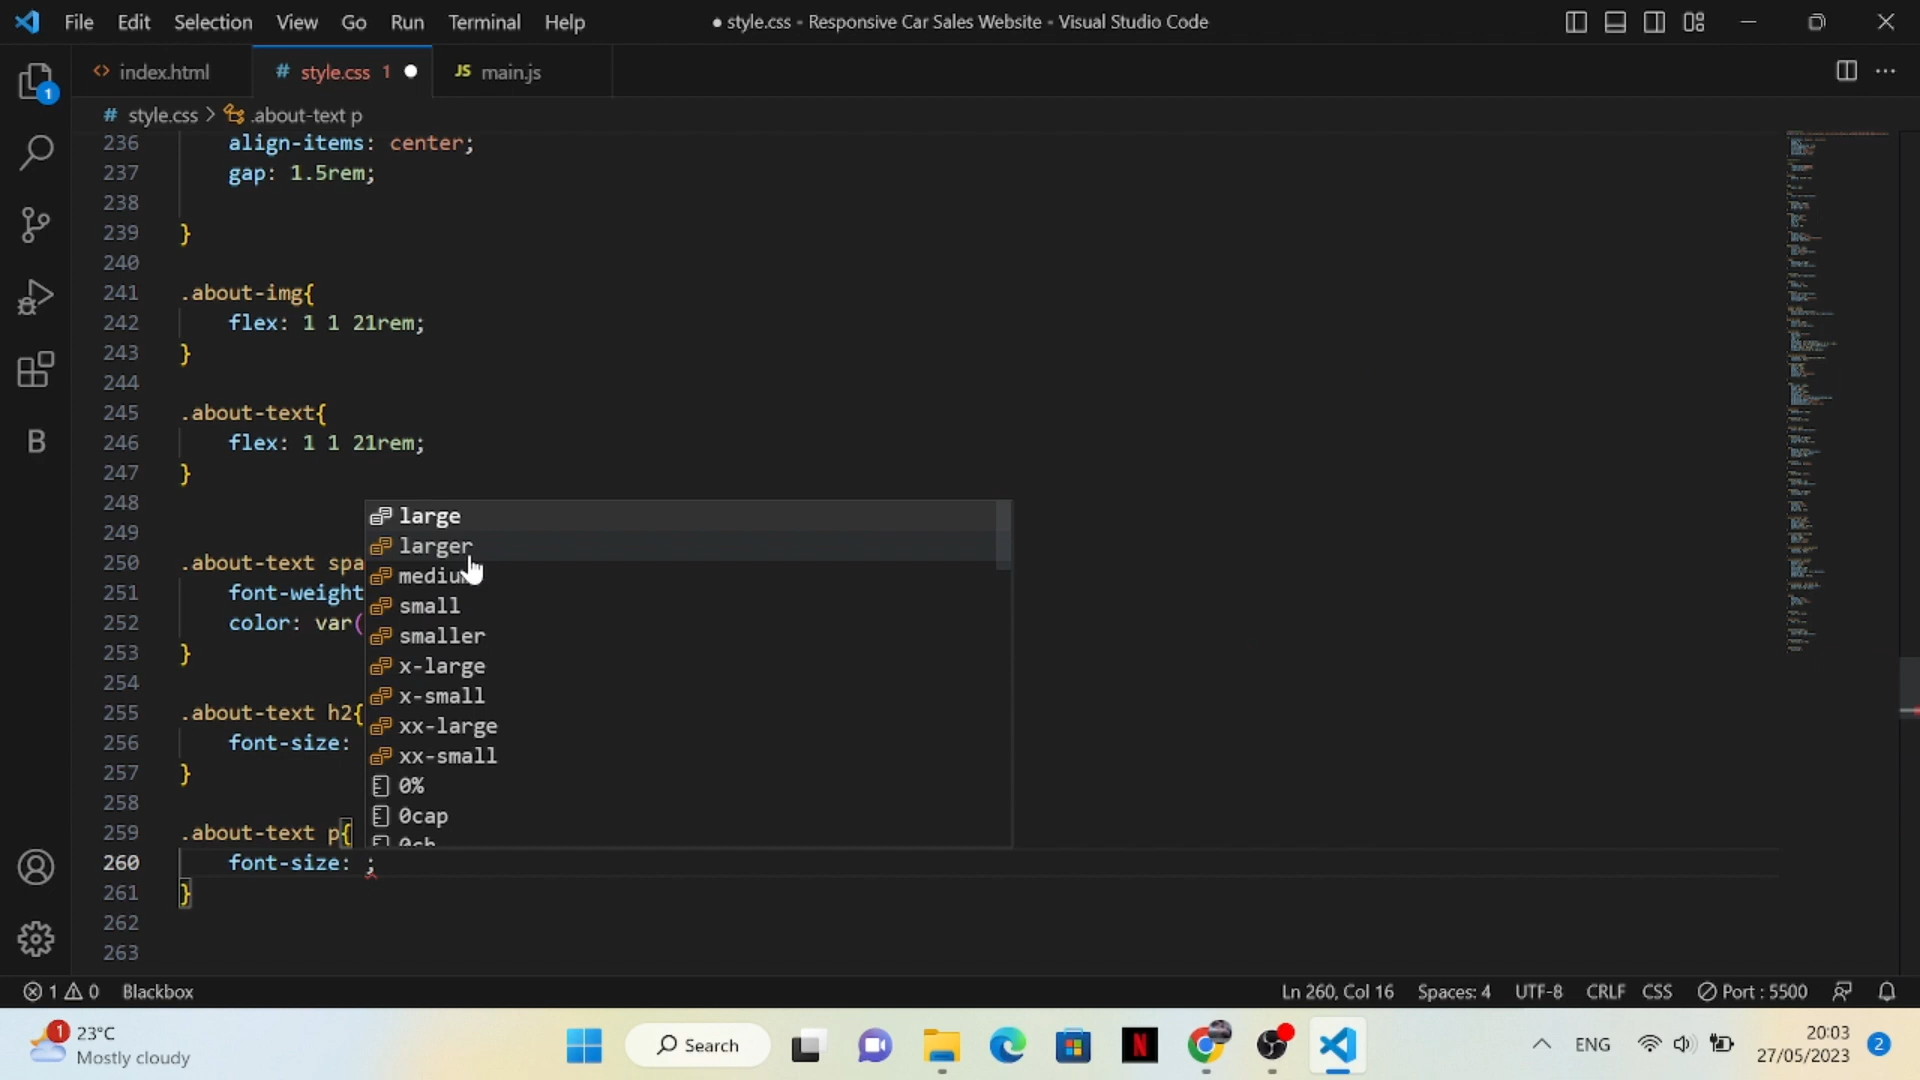 File Edit Selection View Go Run Terminal Help
● style.css - Responsive Car Sales Website - Visual Studio Code
<> index.html
# style.css 1 ●
JS main.js
# style.css > .about-text p
236 align-items: center;
237 gap: 1.5rem;
238
239 }
240
241 .about-img{
242 flex: 1 1 21rem;
243 }
244
245 .about-text{
246 flex: 1 1 21rem;
247 }
248
249
250 .about-text spa
251 font-weight
252 color: var(
253 }
254
255 .about-text h2{
256 font-size:
257 }
258
259 .about-text p{
260 font-size: ;
261 }
262
263
large
larger
medium
small
smaller
x-large
x-small
xx-large
xx-small
0%
0cap
0ch
1
B
1 0 Blackbox
Ln 260, Col 16 Spaces: 4 UTF-8 CRLF CSS Port : 5500
1 23°C
Mostly cloudy
Search
N
ENG
20:03
27/05/2023
2